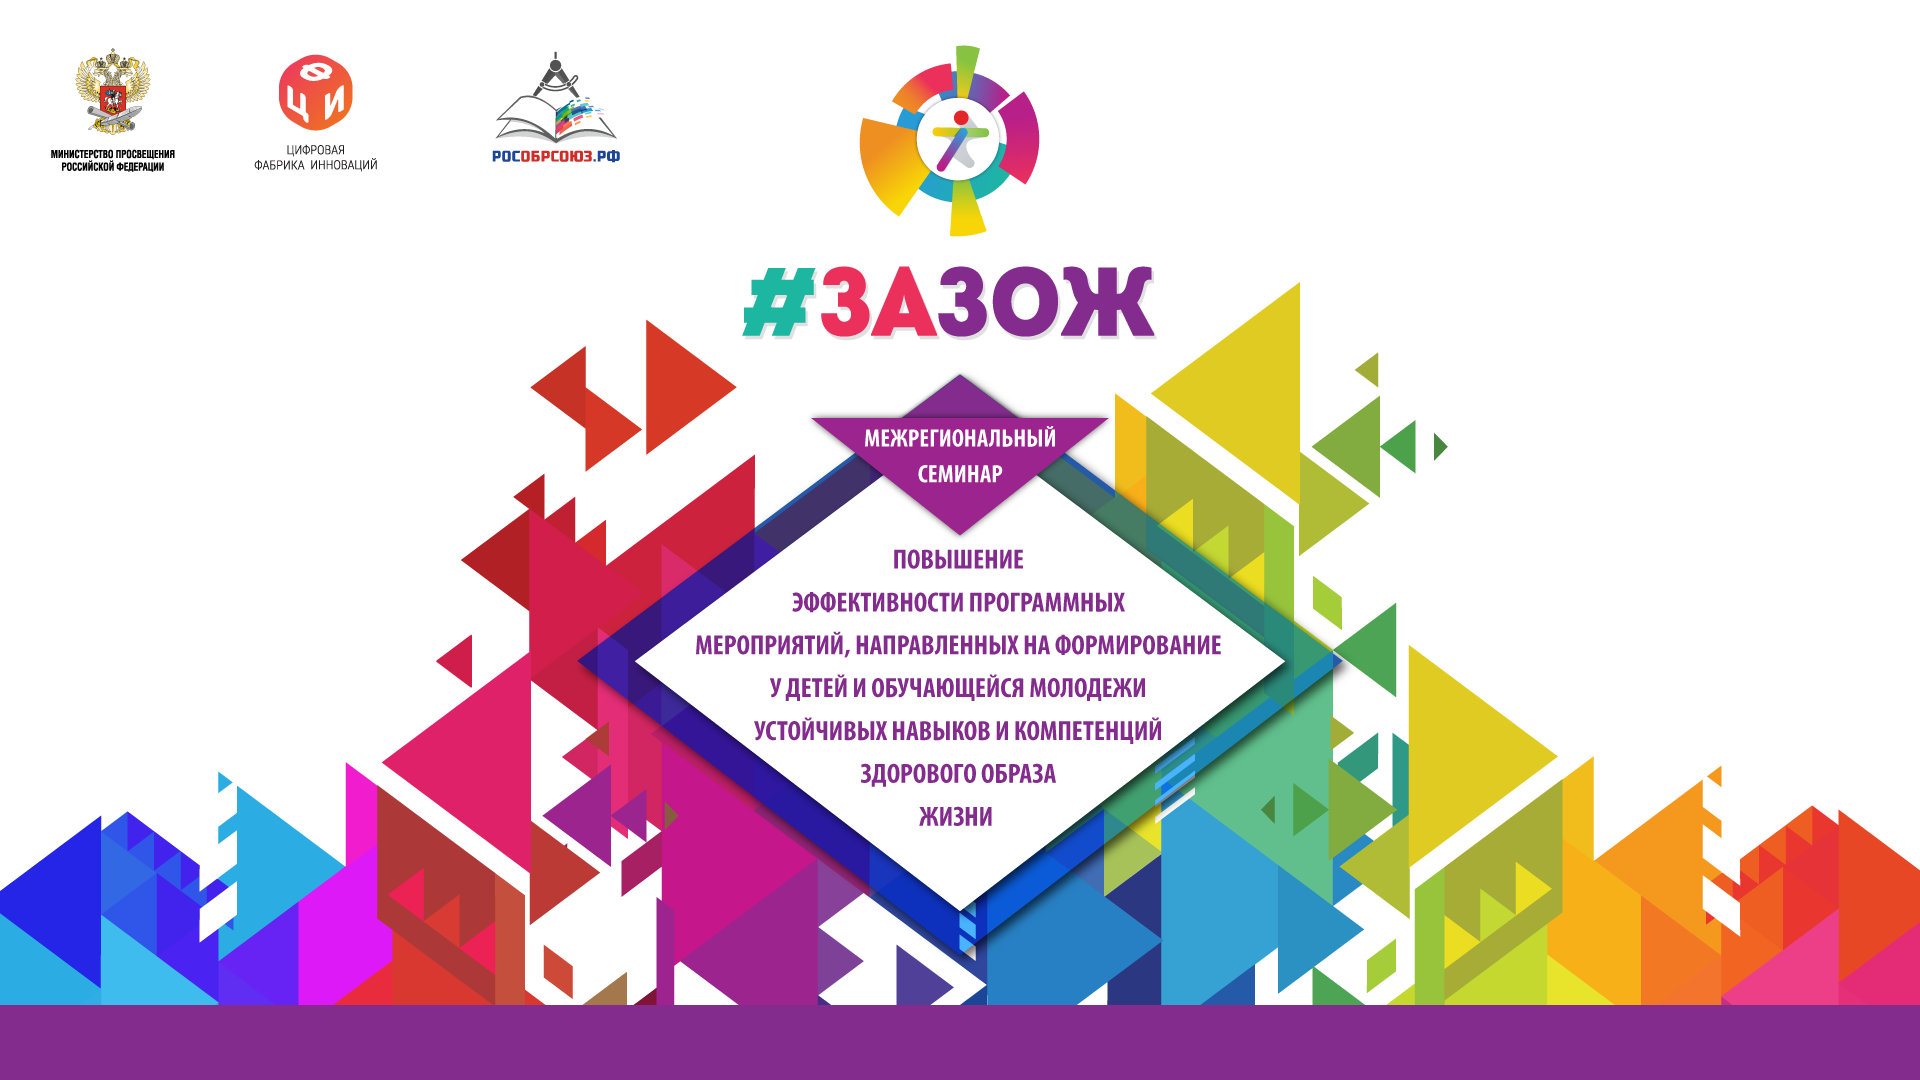 МИНИСТЕРСТВО ПРОСВЕЩЕНИЯ
РОССИЙСКОЙ ФЕДЕРАЦИИ
Ф
ЦИ
ЦИФРОВАЯ
ФАБРИКА ИННОВАЦИЙ
РОСОБРСОЮЗ.РФ
#ЗАЗОЖ
МЕЖРЕГИОНАЛЬНЫЙ
СЕМИНАР
ПОВЫШЕНИЕ
ЭФФЕКТИВНОСТИ ПРОГРАММНЫХ
МЕРОПРИЯТИЙ, НАПРАВЛЕННЫХ НА ФОРМИРОВАНИЕ
У ДЕТЕЙ И ОБУЧАЮЩЕЙСЯ МОЛОДЕЖИ
УСТОЙЧИВЫХ НАВЫКОВ И КОМПЕТЕНЦИЙ
ЗДОРОВОГО ОБРАЗА
ЖИЗНИ